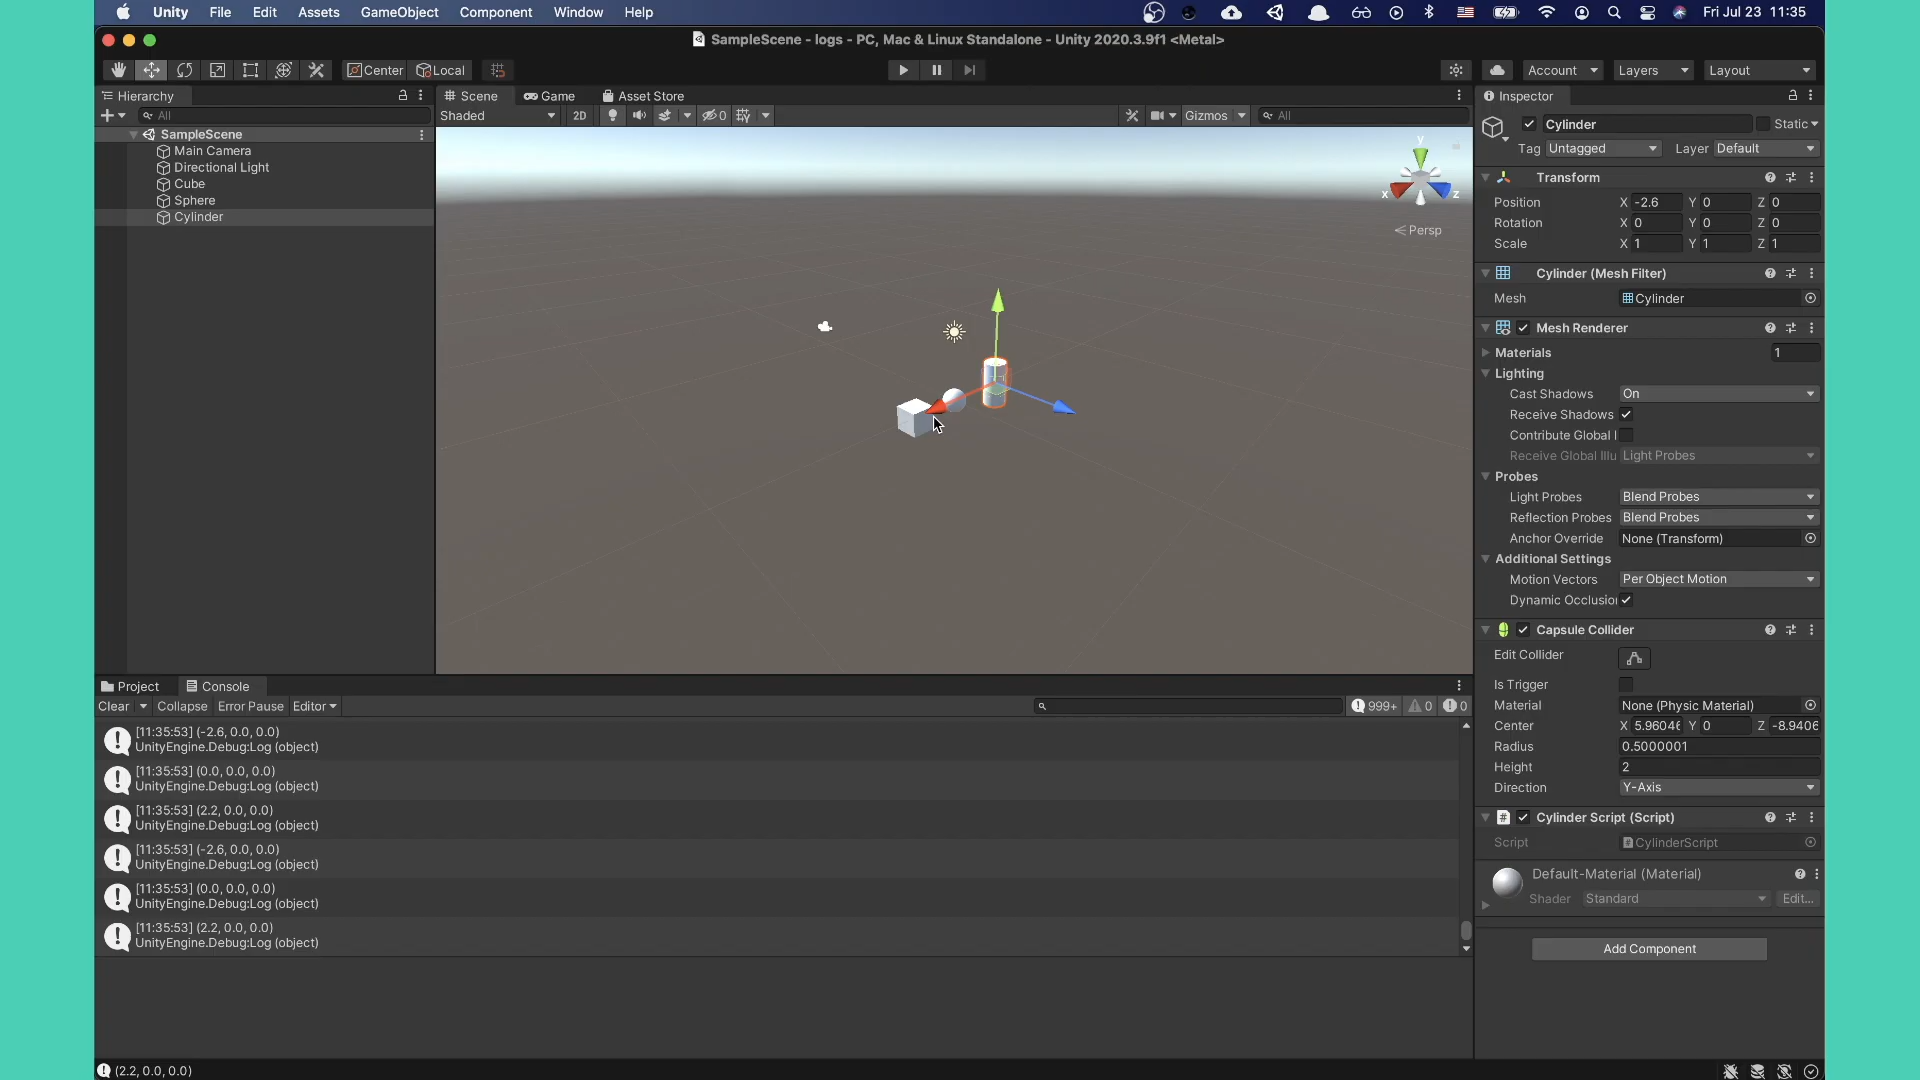 Unity File Edit Assets GameObject Component Window Help Fri Jul 23 11:35
SampleScene - logs - PC, Mac & Linux Standalone - Unity 2020.3.9f1 <Metal>
Center Local Account Layers Layout
Hierarchy
All
SampleScene
Main Camera
Directional Light
Cube
Sphere
Cylinder
Scene Game Asset Store
Shaded 2D 0 Gizmos All
y
x z
Persp
Inspector
Cylinder Static
Tag Untagged Layer Default
Transform
Position X -2.6 Y 0 Z 0
Rotation X 0 Y 0 Z 0
Scale X 1 Y 1 Z 1
Cylinder (Mesh Filter)
Mesh Cylinder
Mesh Renderer
Materials 1
Lighting
Cast Shadows On
Receive Shadows
Contribute Global I
Receive Global Illu Light Probes
Probes
Light Probes Blend Probes
Reflection Probes Blend Probes
Anchor Override None (Transform)
Additional Settings
Motion Vectors Per Object Motion
Dynamic Occlusion
Capsule Collider
Edit Collider
Is Trigger
Material None (Physic Material)
Center X 5.96046 Y 0 Z -8.9406
Radius 0.5000001
Height 2
Direction Y-Axis
Cylinder Script (Script)
Script CylinderScript
Default-Material (Material)
Shader Standard Edit...
Add Component
Project Console
Clear Collapse Error Pause Editor 999+ 0 0
[11:35:53] (-2.6, 0.0, 0.0)
UnityEngine.Debug:Log (object)
[11:35:53] (0.0, 0.0, 0.0)
UnityEngine.Debug:Log (object)
[11:35:53] (2.2, 0.0, 0.0)
UnityEngine.Debug:Log (object)
[11:35:53] (-2.6, 0.0, 0.0)
UnityEngine.Debug:Log (object)
[11:35:53] (0.0, 0.0, 0.0)
UnityEngine.Debug:Log (object)
[11:35:53] (2.2, 0.0, 0.0)
UnityEngine.Debug:Log (object)
(2.2, 0.0, 0.0)